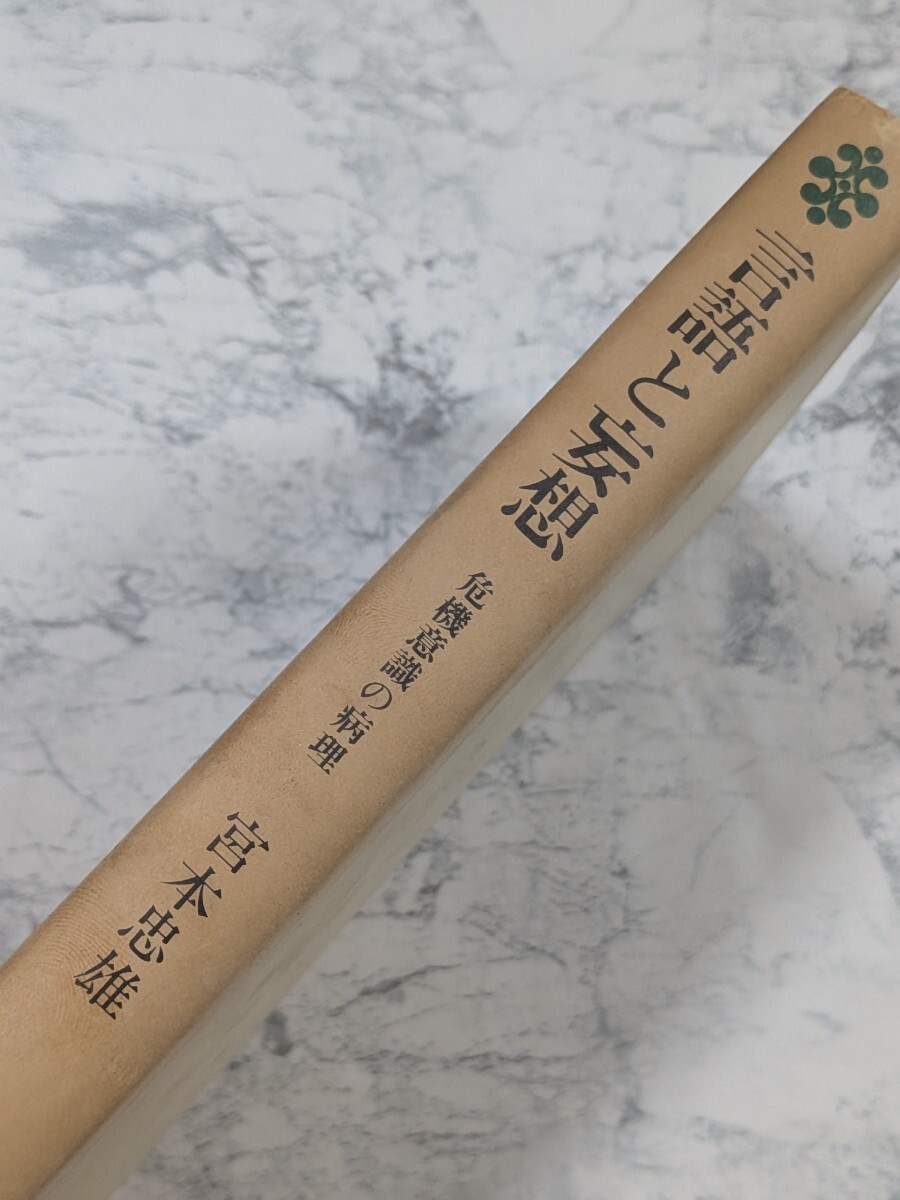 言語と妄想
危機意識の病理
宮本忠雄